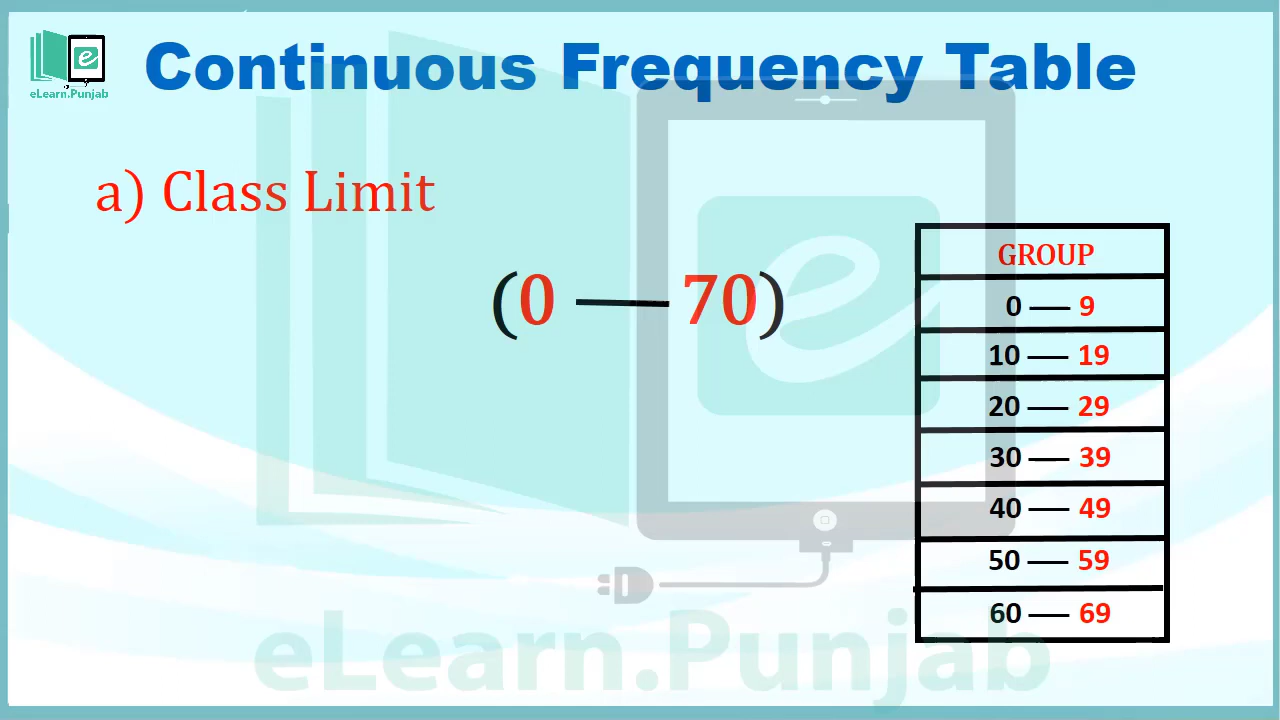 Continuous Frequency Table
eLearn.Punjab
a) Class Limit
(0 — 70)
GROUP
0 — 9
10 — 19
20 — 29
30 — 39
40 — 49
50 — 59
60 — 69
eLearn.Punjab